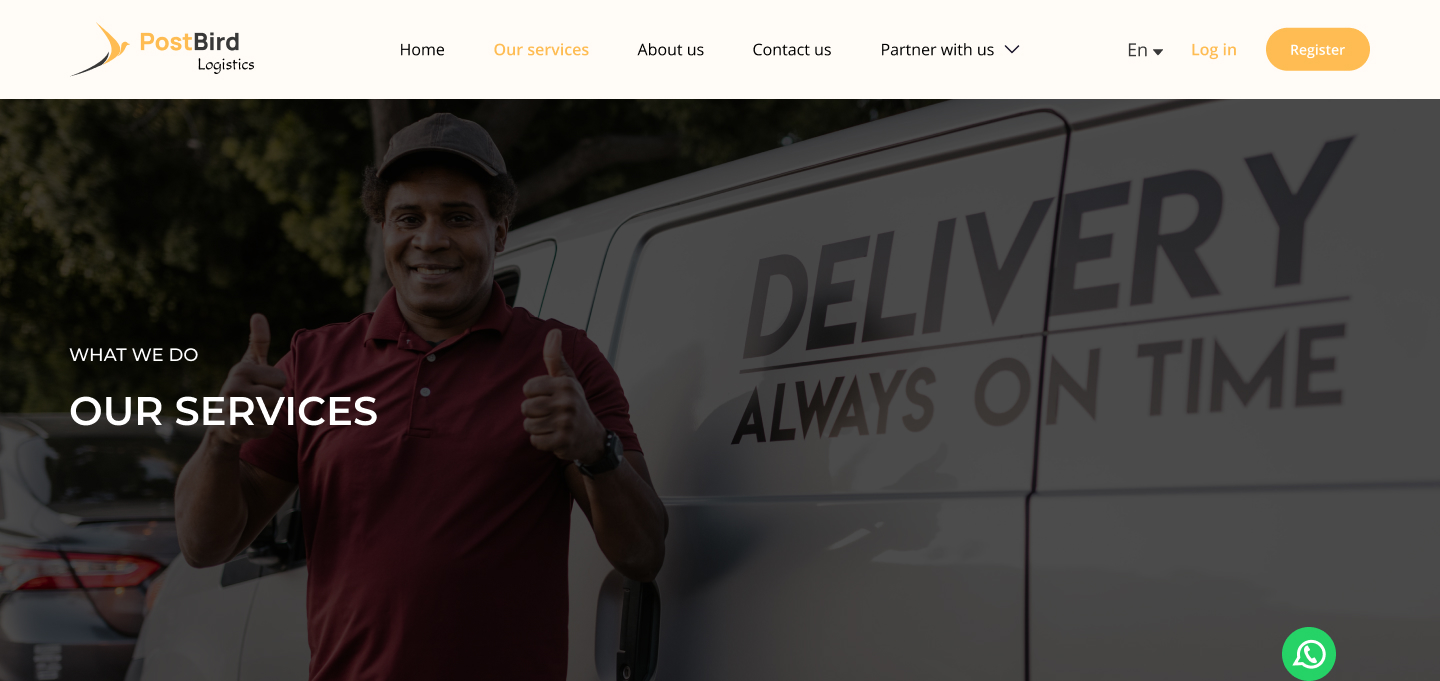 PostBird
Logistics
Home
Our services
About us
Contact us
Partner with us
En
Log in
Register
DELIVERY
ALWAYS ON TIME
WHAT WE DO
OUR SERVICES